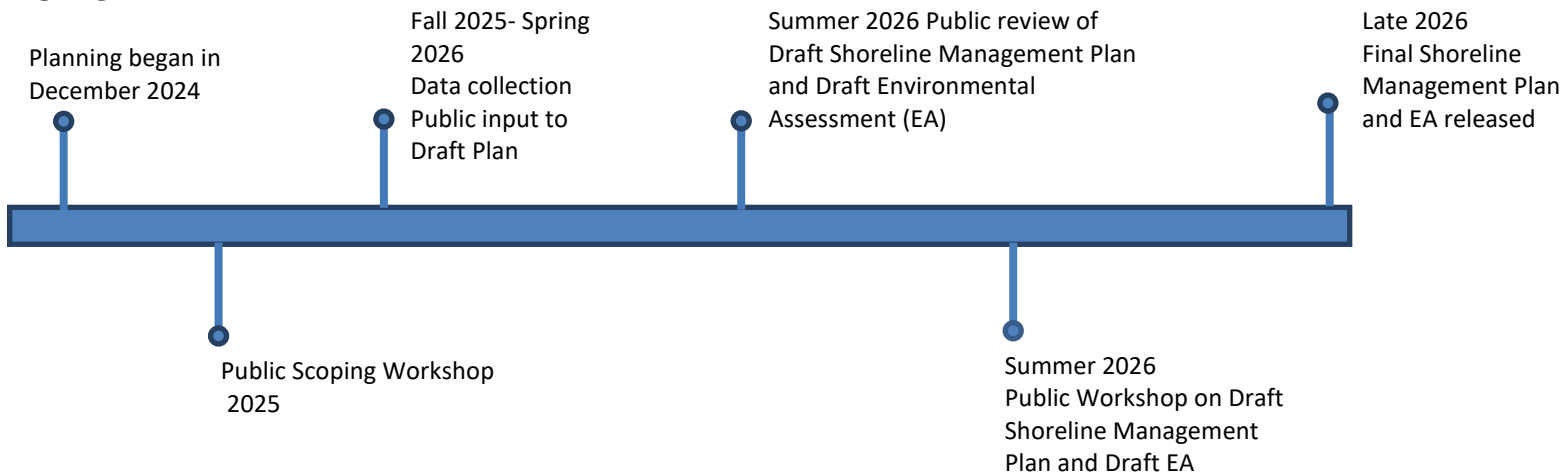 Planning began in
December 2024
Fall 2025- Spring
2026
Data collection
Public input to
Draft Plan
Summer 2026 Public review of
Draft Shoreline Management Plan
and Draft Environmental
Assessment (EA)
Late 2026
Final Shoreline
Management Plan
and EA released
Public Scoping Workshop
2025
Summer 2026
Public Workshop on Draft
Shoreline Management
Plan and Draft EA